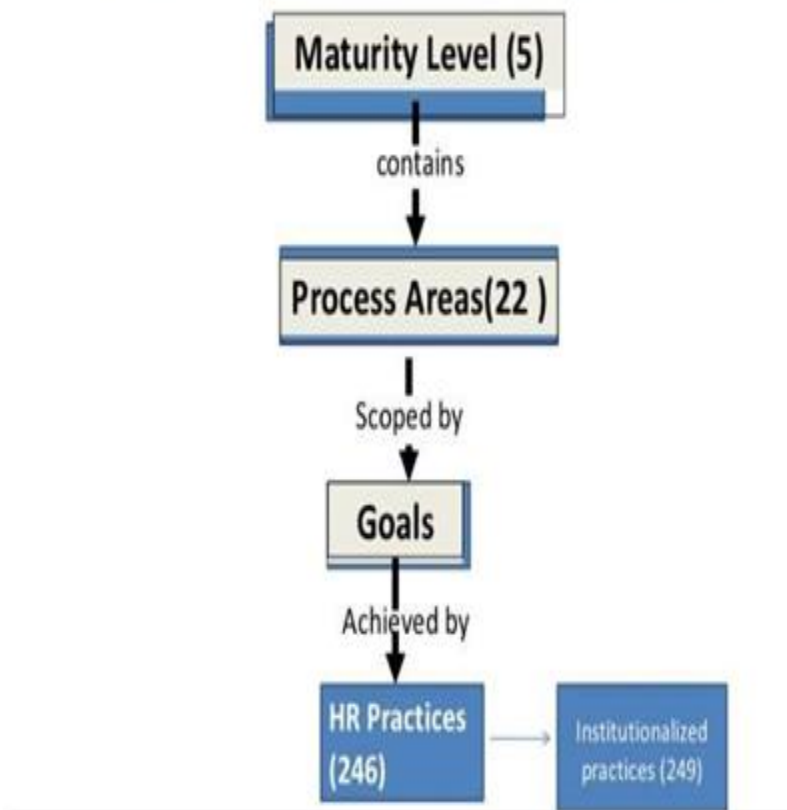 Maturity Level (5)
contains
Process Areas(22 )
Scoped by
Goals
Achieved by
HR Practices
(246)
Institutionalized
practices (249)